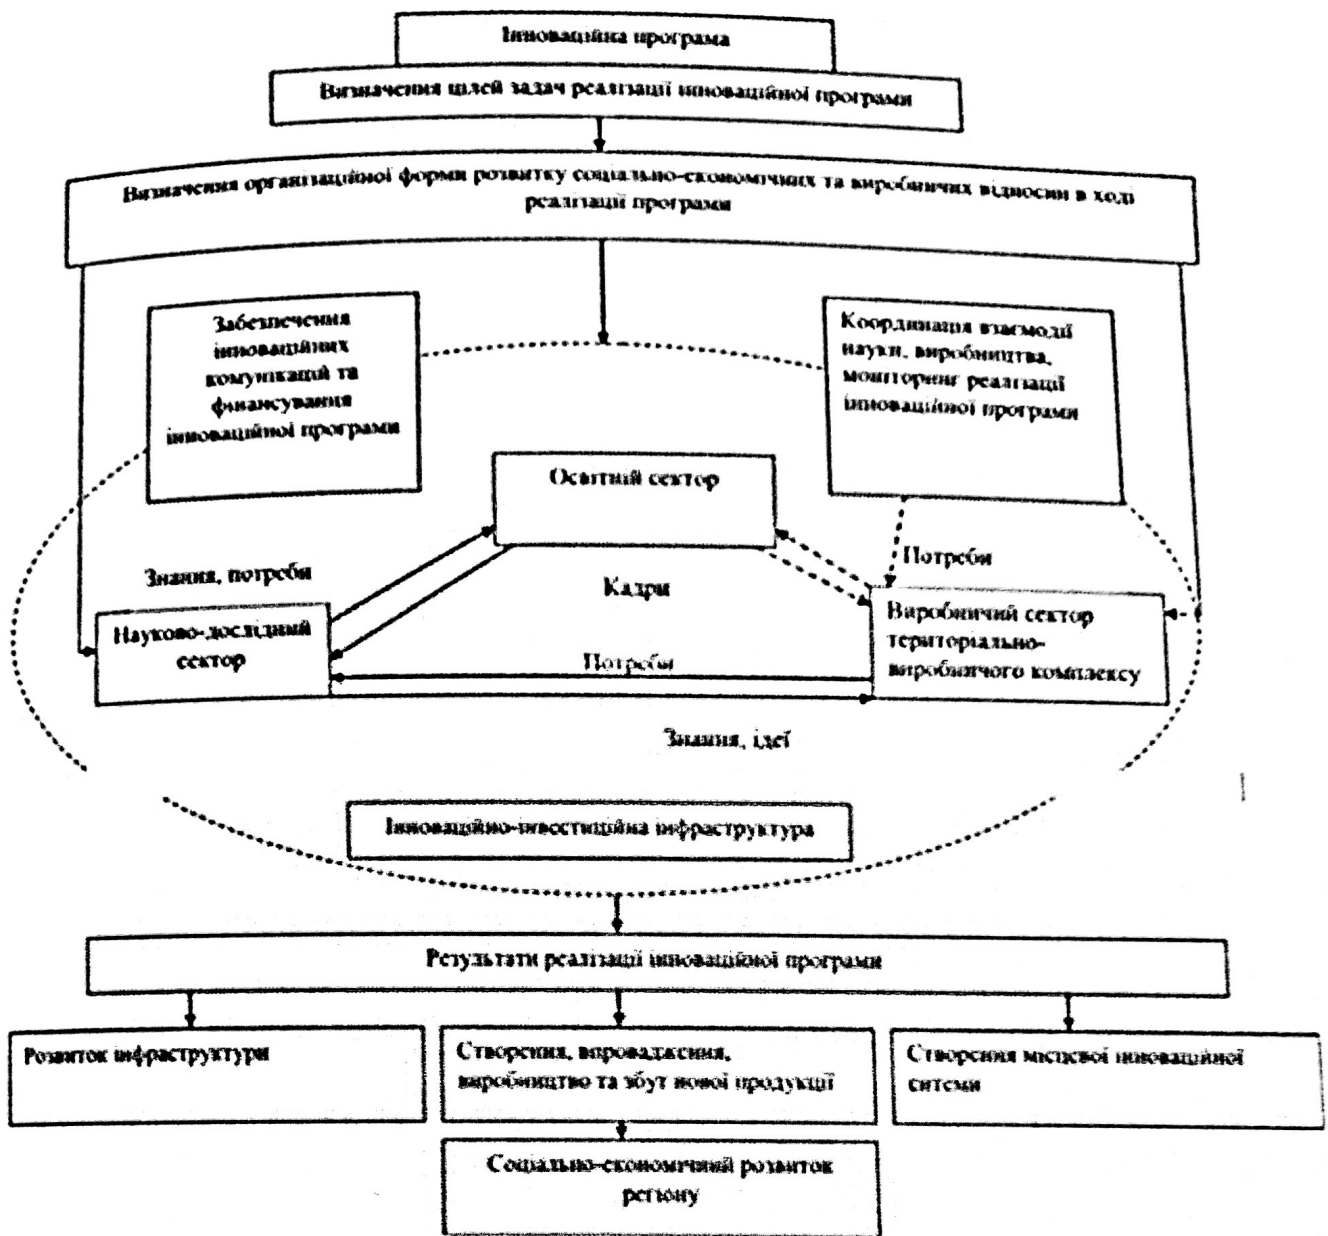 Інноваційна програма
Визначення цілей задач реалізації інноваційної програми
Визначення організаційної форми розвитку соціально-економічних та виробничих відносин в ході
реалізації програми
Забезпечення
інноваційних
комунікацій та
фінансування
інноваційної програми
Координація взаємодії
науки, виробництва,
моніторинг реалізації
інноваційної програми
Освітній сектор
Знання, потреби
Кадри
Потреби
Науково-дослідный
сектор
Виробничий сектор
територіально-
виробничого комплексу
Потреби
Знання, ідеї
Інноваційно-інвестиційна інфраструктура
Результати реалізації інноваційної програми
Розвиток інфраструктури
Створення, впровадження,
виробництво та збут нової продукції
Створення місцевої інноваційної
ситеми
Соціально-економічний розвиток
регіону